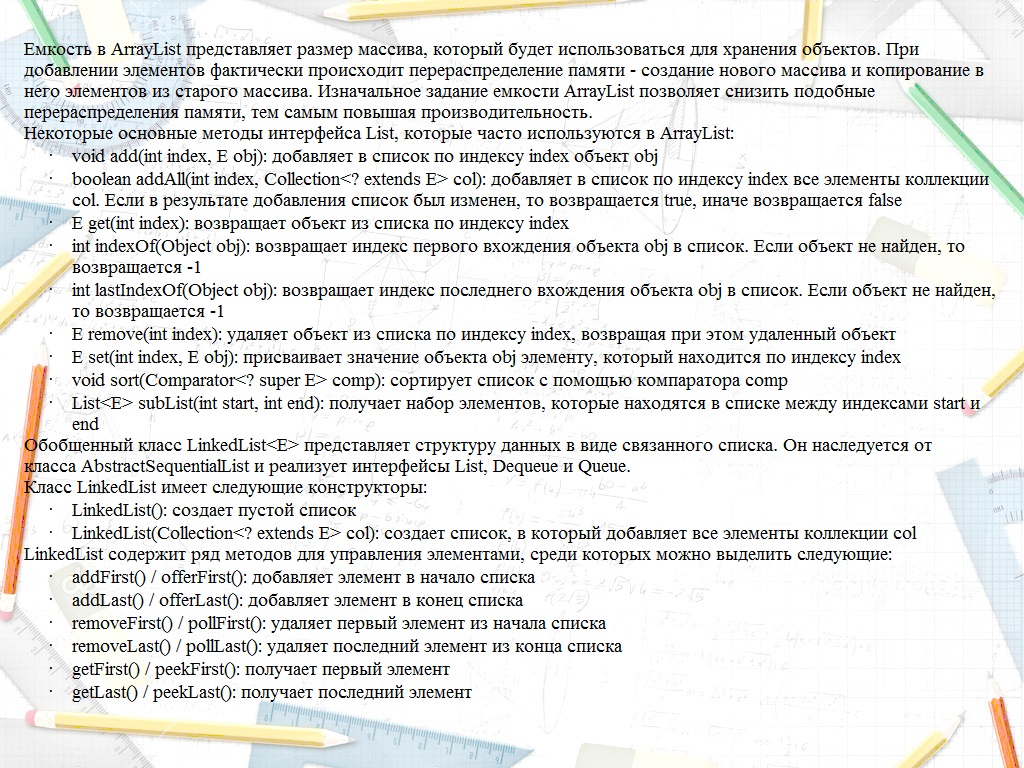 Емкость в ArrayList представляет размер массива, который будет использоваться для хранения объектов. При
добавлении элементов фактически происходит перераспределение памяти - создание нового массива и копирование в
него элементов из старого массива. Изначальное задание емкости ArrayList позволяет снизить подобные
перераспределения памяти, тем самым повышая производительность.
Некоторые основные методы интерфейса List, которые часто используются в ArrayList:
· void add(int index, E obj): добавляет в список по индексу index объект obj
· boolean addAll(int index, Collection<? extends E> col): добавляет в список по индексу index все элементы коллекции
col. Если в результате добавления список был изменен, то возвращается true, иначе возвращается false
· E get(int index): возвращает объект из списка по индексу index
· int indexOf(Object obj): возвращает индекс первого вхождения объекта obj в список. Если объект не найден, то
возвращается -1
· int lastIndexOf(Object obj): возвращает индекс последнего вхождения объекта obj в список. Если объект не найден,
то возвращается -1
· E remove(int index): удаляет объект из списка по индексу index, возвращая при этом удаленный объект
· E set(int index, E obj): присваивает значение объекта obj элементу, который находится по индексу index
· void sort(Comparator<? super E> comp): сортирует список с помощью компаратора comp
· List<E> subList(int start, int end): получает набор элементов, которые находятся в списке между индексами start и
end
Обобщенный класс LinkedList<E> представляет структуру данных в виде связанного списка. Он наследуется от
класса AbstractSequentialList и реализует интерфейсы List, Dequeue и Queue.
Класс LinkedList имеет следующие конструкторы:
· LinkedList(): создает пустой список
· LinkedList(Collection<? extends E> col): создает список, в который добавляет все элементы коллекции col
LinkedList содержит ряд методов для управления элементами, среди которых можно выделить следующие:
· addFirst() / offerFirst(): добавляет элемент в начало списка
· addLast() / offerLast(): добавляет элемент в конец списка
· removeFirst() / pollFirst(): удаляет первый элемент из начала списка
· removeLast() / pollLast(): удаляет последний элемент из конца списка
· getFirst() / peekFirst(): получает первый элемент
· getLast() / peekLast(): получает последний элемент